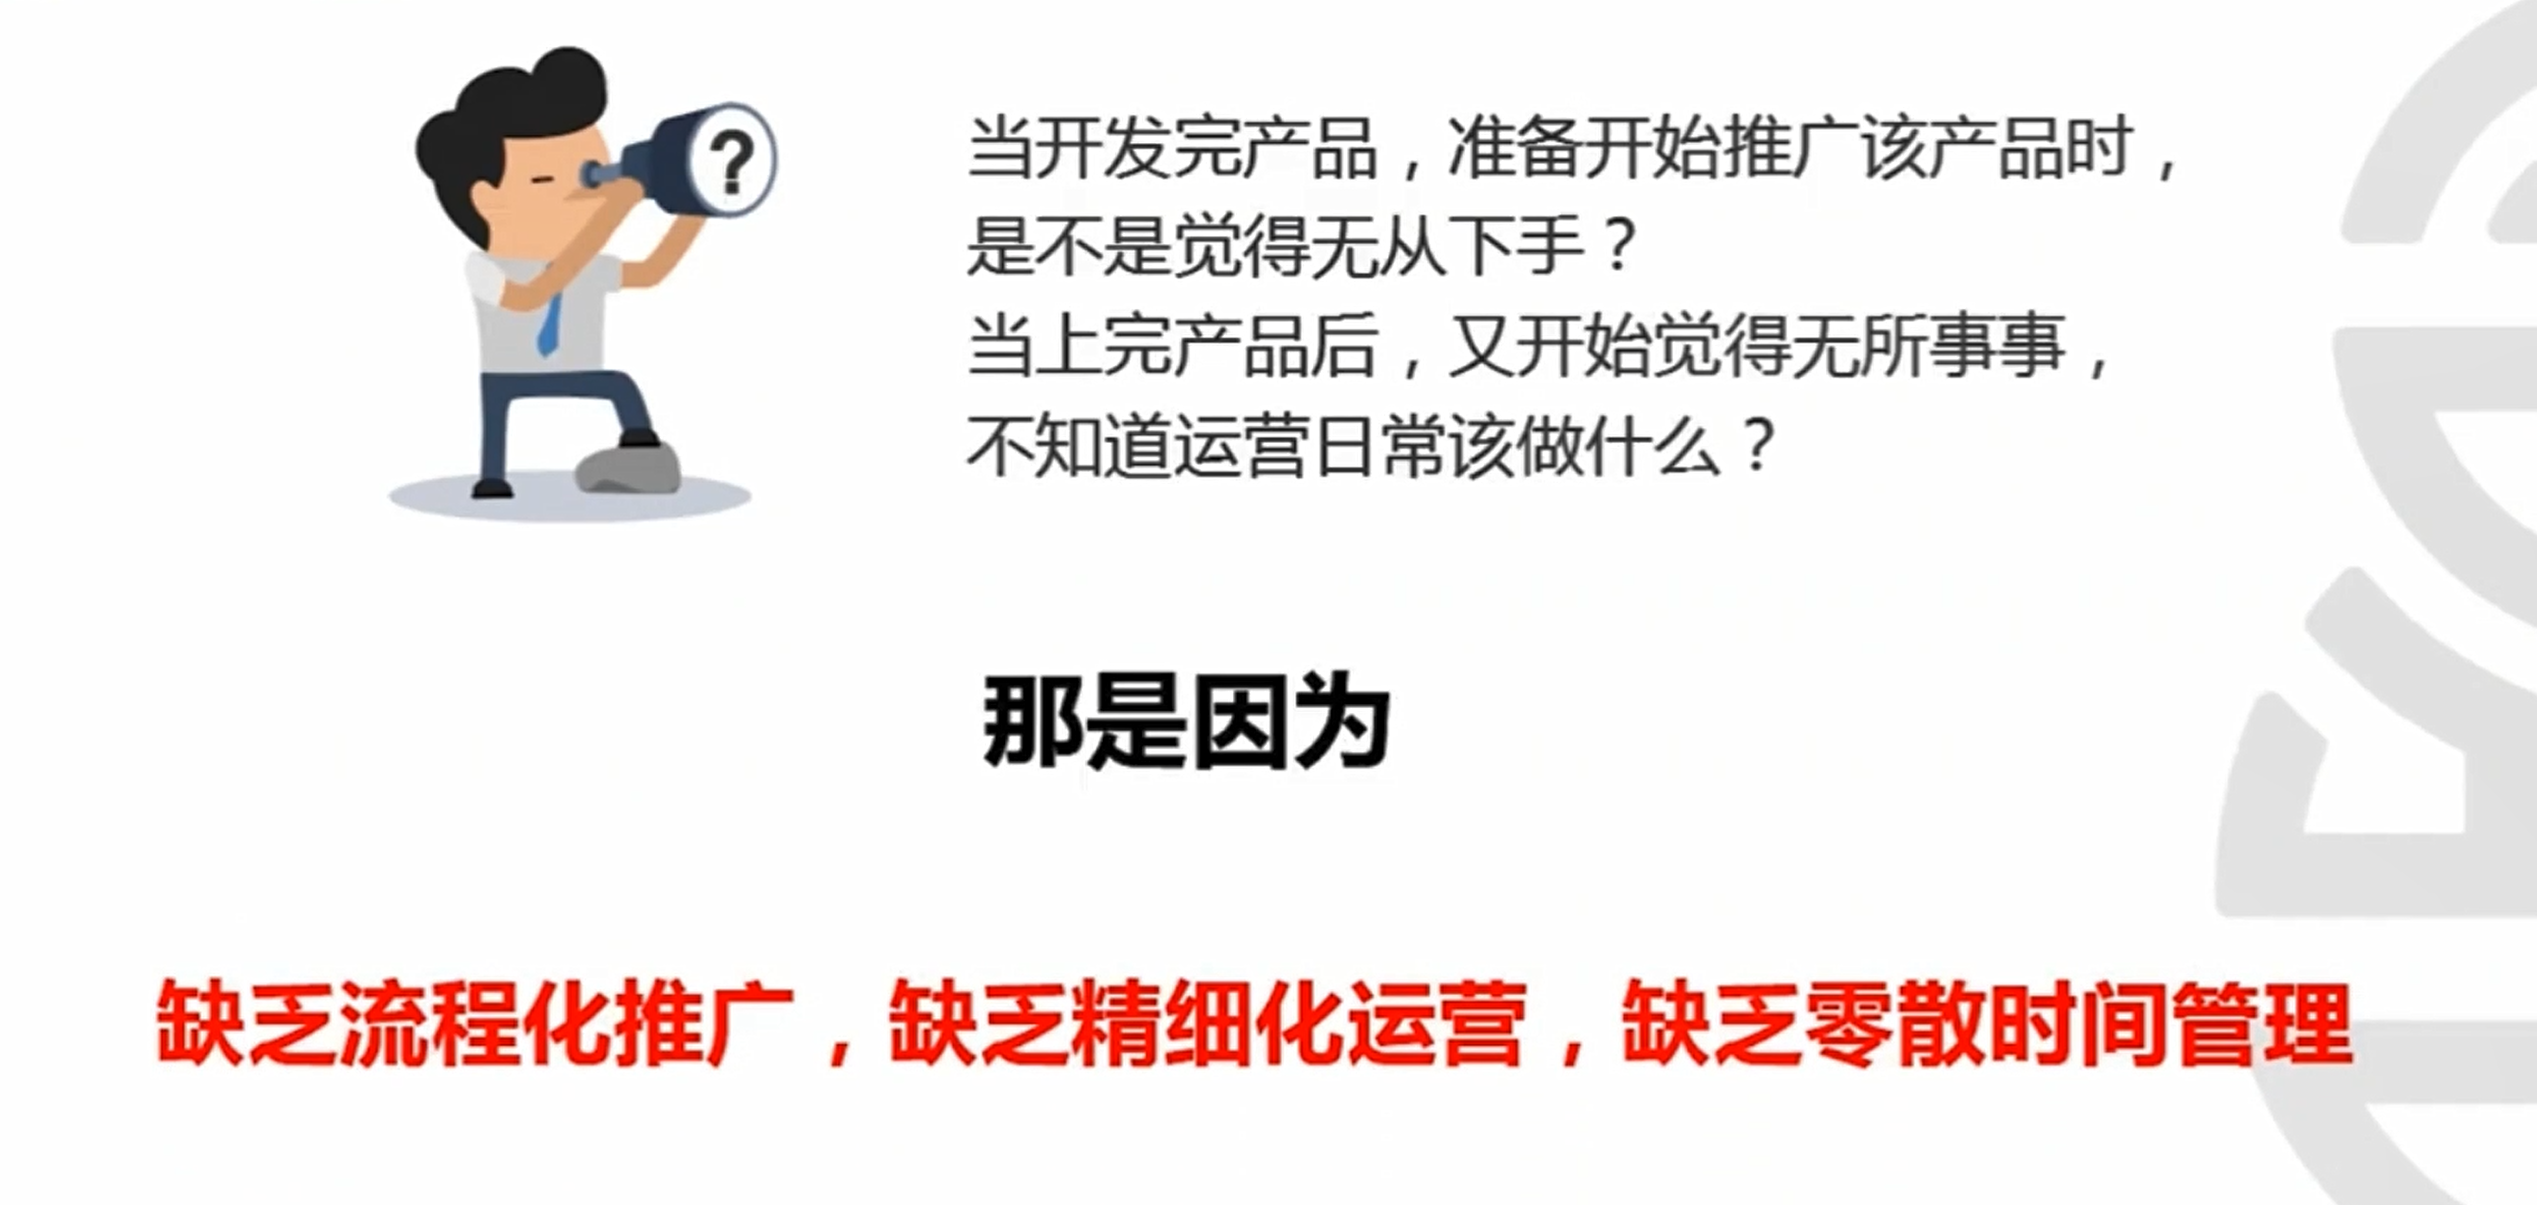 ?
当开发完产品，准备开始推广该产品时，
是不是觉得无从下手？
当上完产品后，又开始觉得无所事事，
不知道运营日常该做什么？
那是因为
缺乏流程化推广，缺乏精细化运营，缺乏零散时间管理